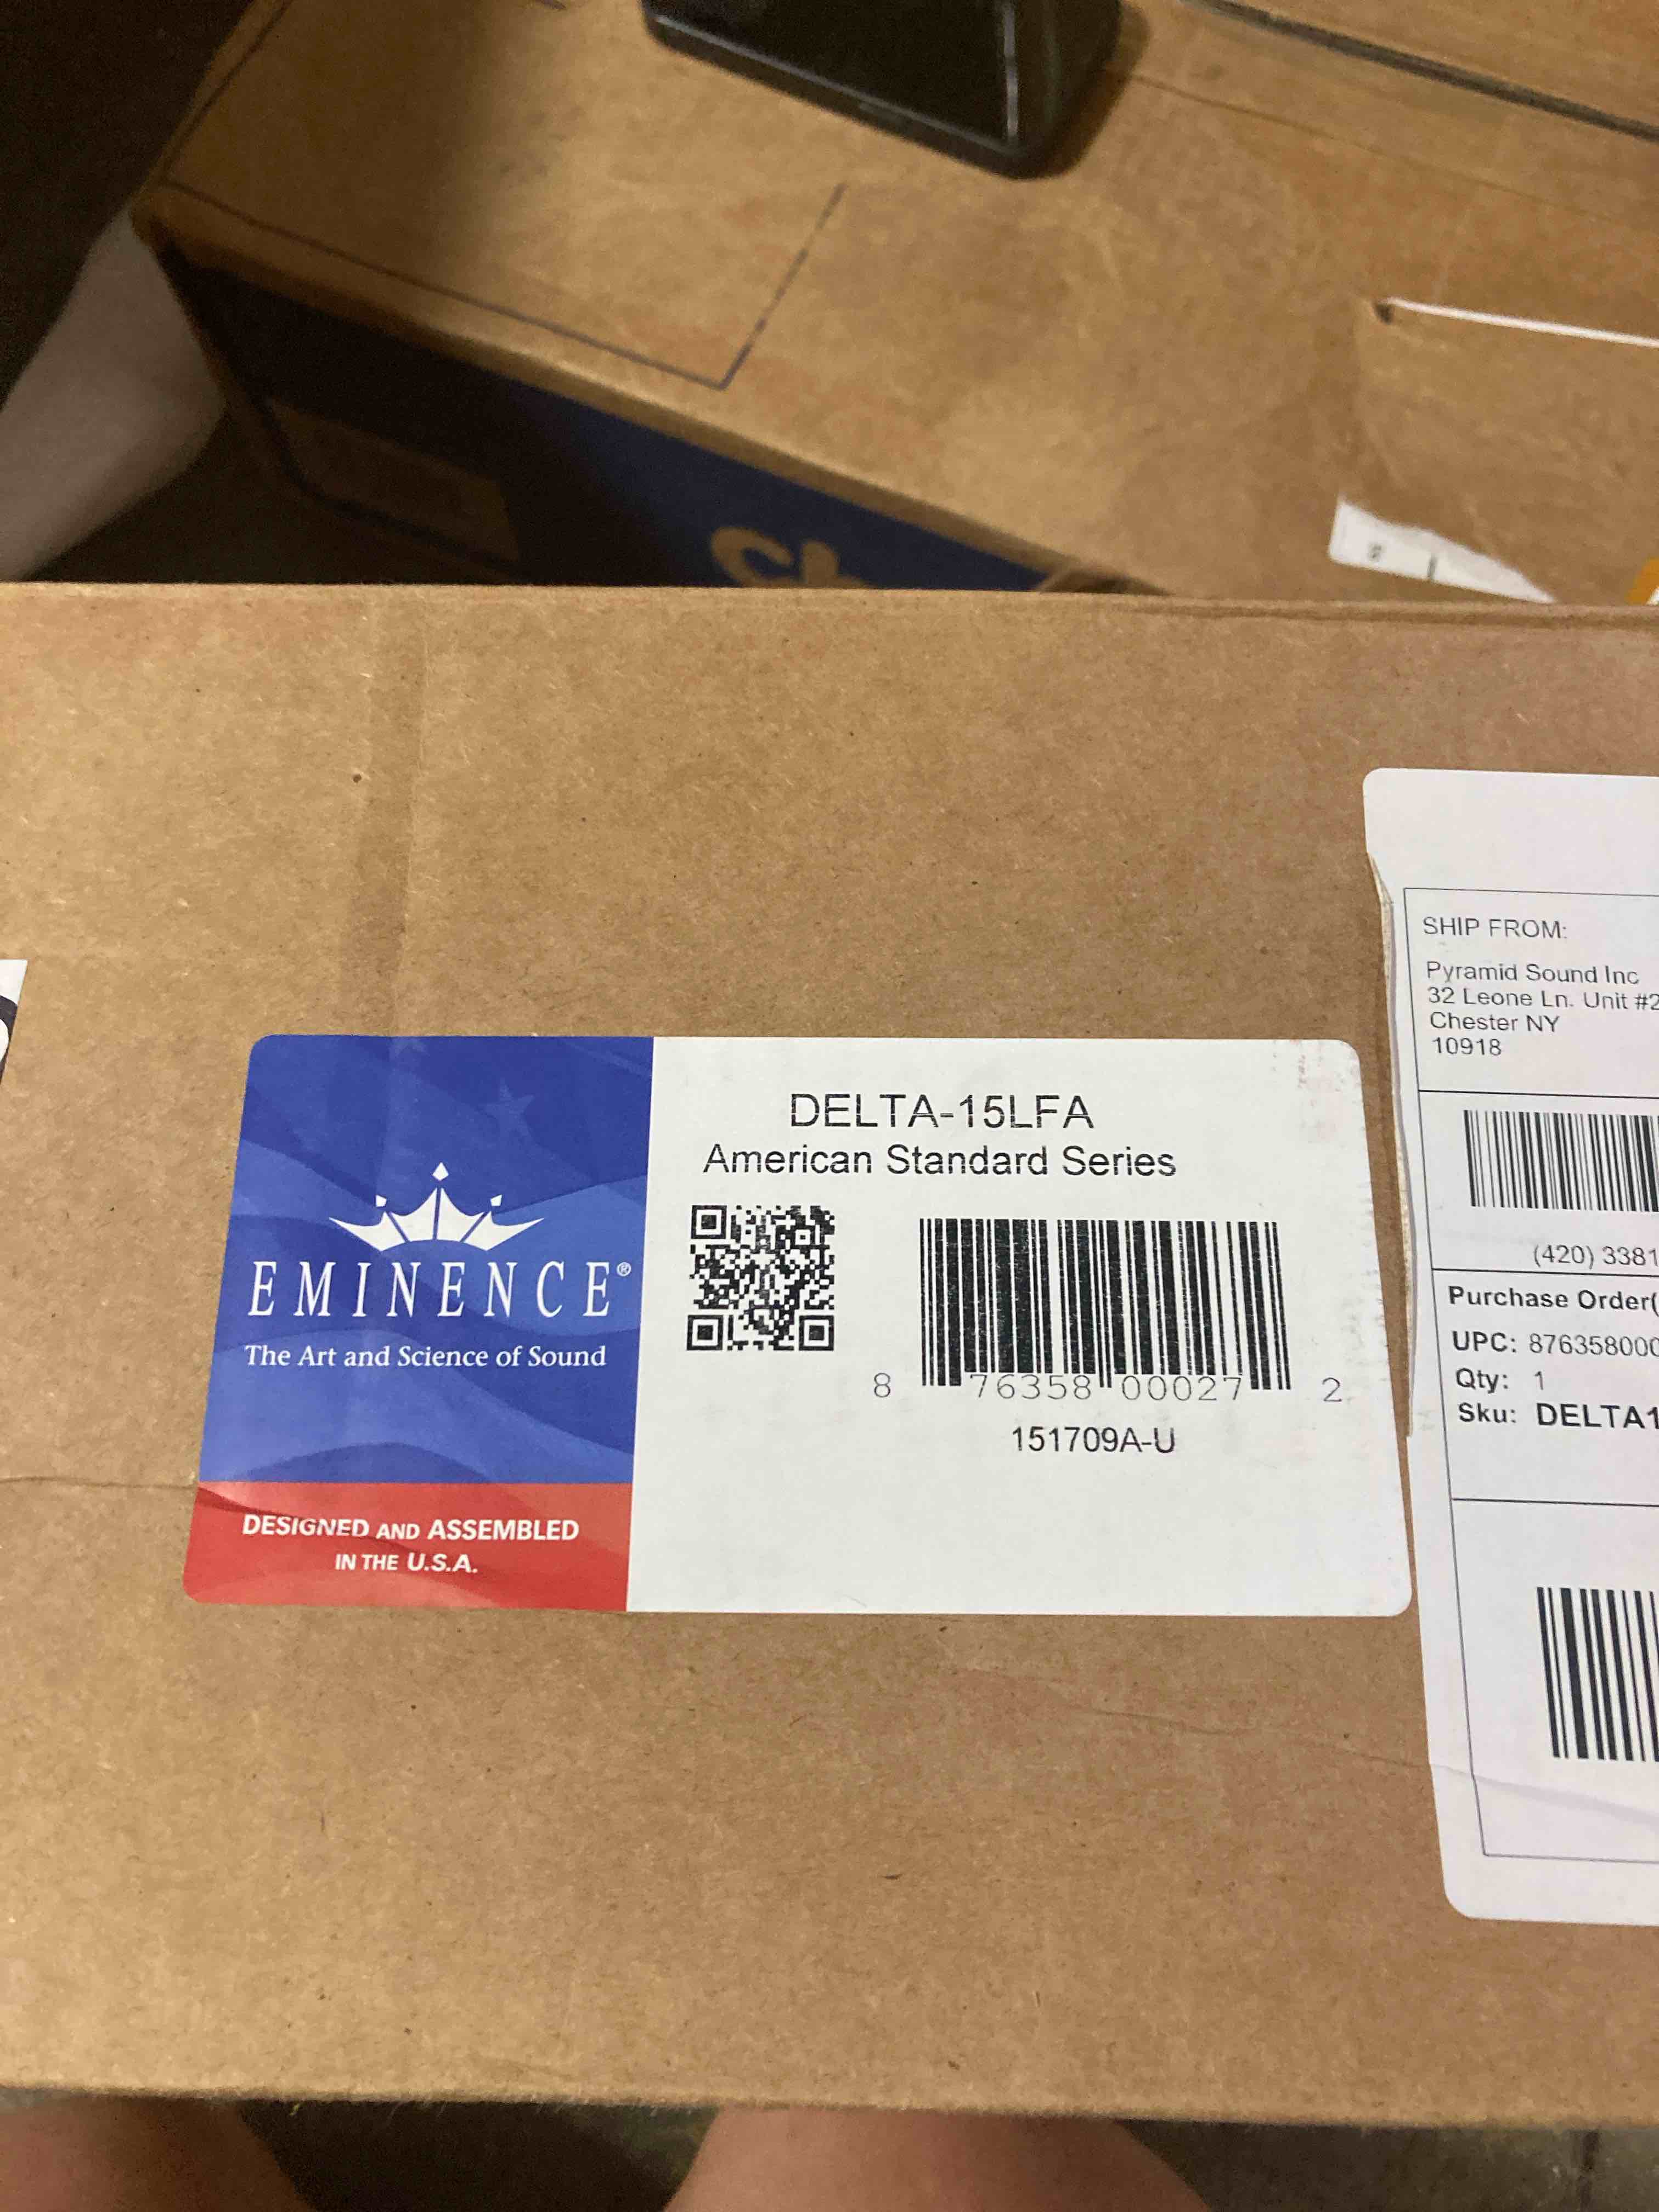 DELTA-15LFA
American Standard Series
EMINENCE®
The Art and Science of Sound
DESIGNED AND ASSEMBLED
IN THE U.S.A.
8 76358 00027 2
151709A-U
SHIP FROM:
Pyramid Sound Inc
32 Leone Ln. Unit #2
Chester NY
10918
(420) 3381
Purchase Order(
UPC: 876358000
Qty: 1
Sku: DELTA1